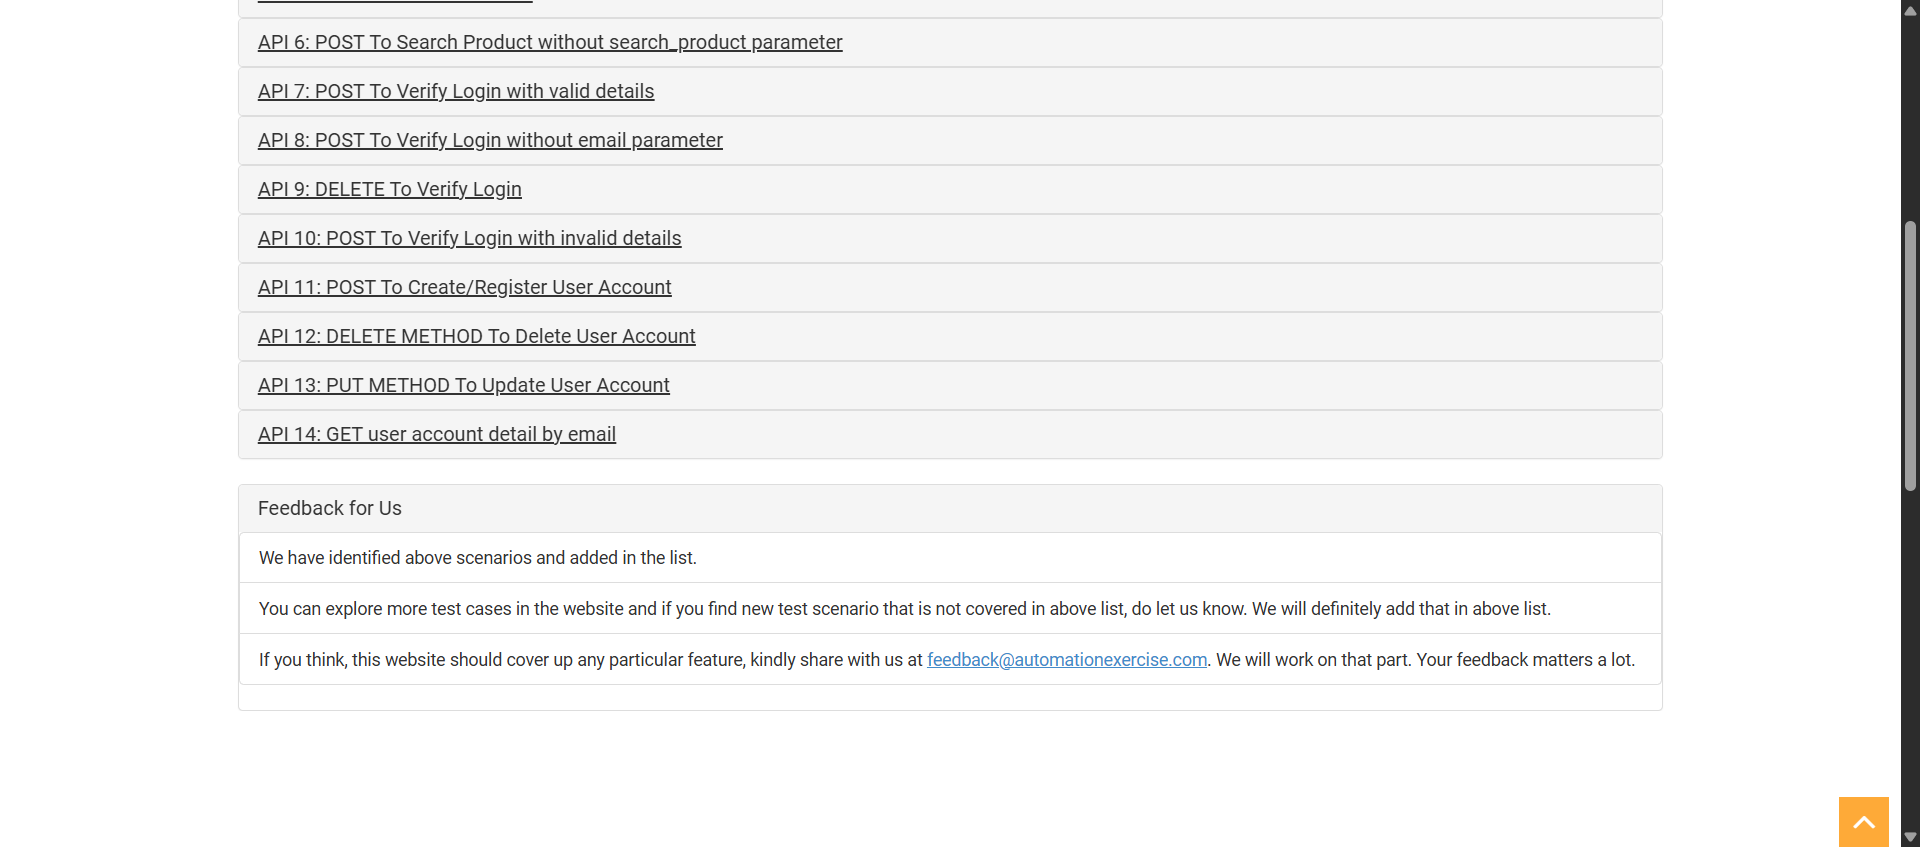 API 6: POST To Search Product without search_product parameter
API 7: POST To Verify Login with valid details
API 8: POST To Verify Login without email parameter
API 9: DELETE To Verify Login
API 10: POST To Verify Login with invalid details
API 11: POST To Create/Register User Account
API 12: DELETE METHOD To Delete User Account
API 13: PUT METHOD To Update User Account
API 14: GET user account detail by email
Feedback for Us
We have identified above scenarios and added in the list.
You can explore more test cases in the website and if you find new test scenario that is not covered in above list, do let us know. We will definitely add that in above list.
If you think, this website should cover up any particular feature, kindly share with us at feedback@automationexercise.com. We will work on that part. Your feedback matters a lot.